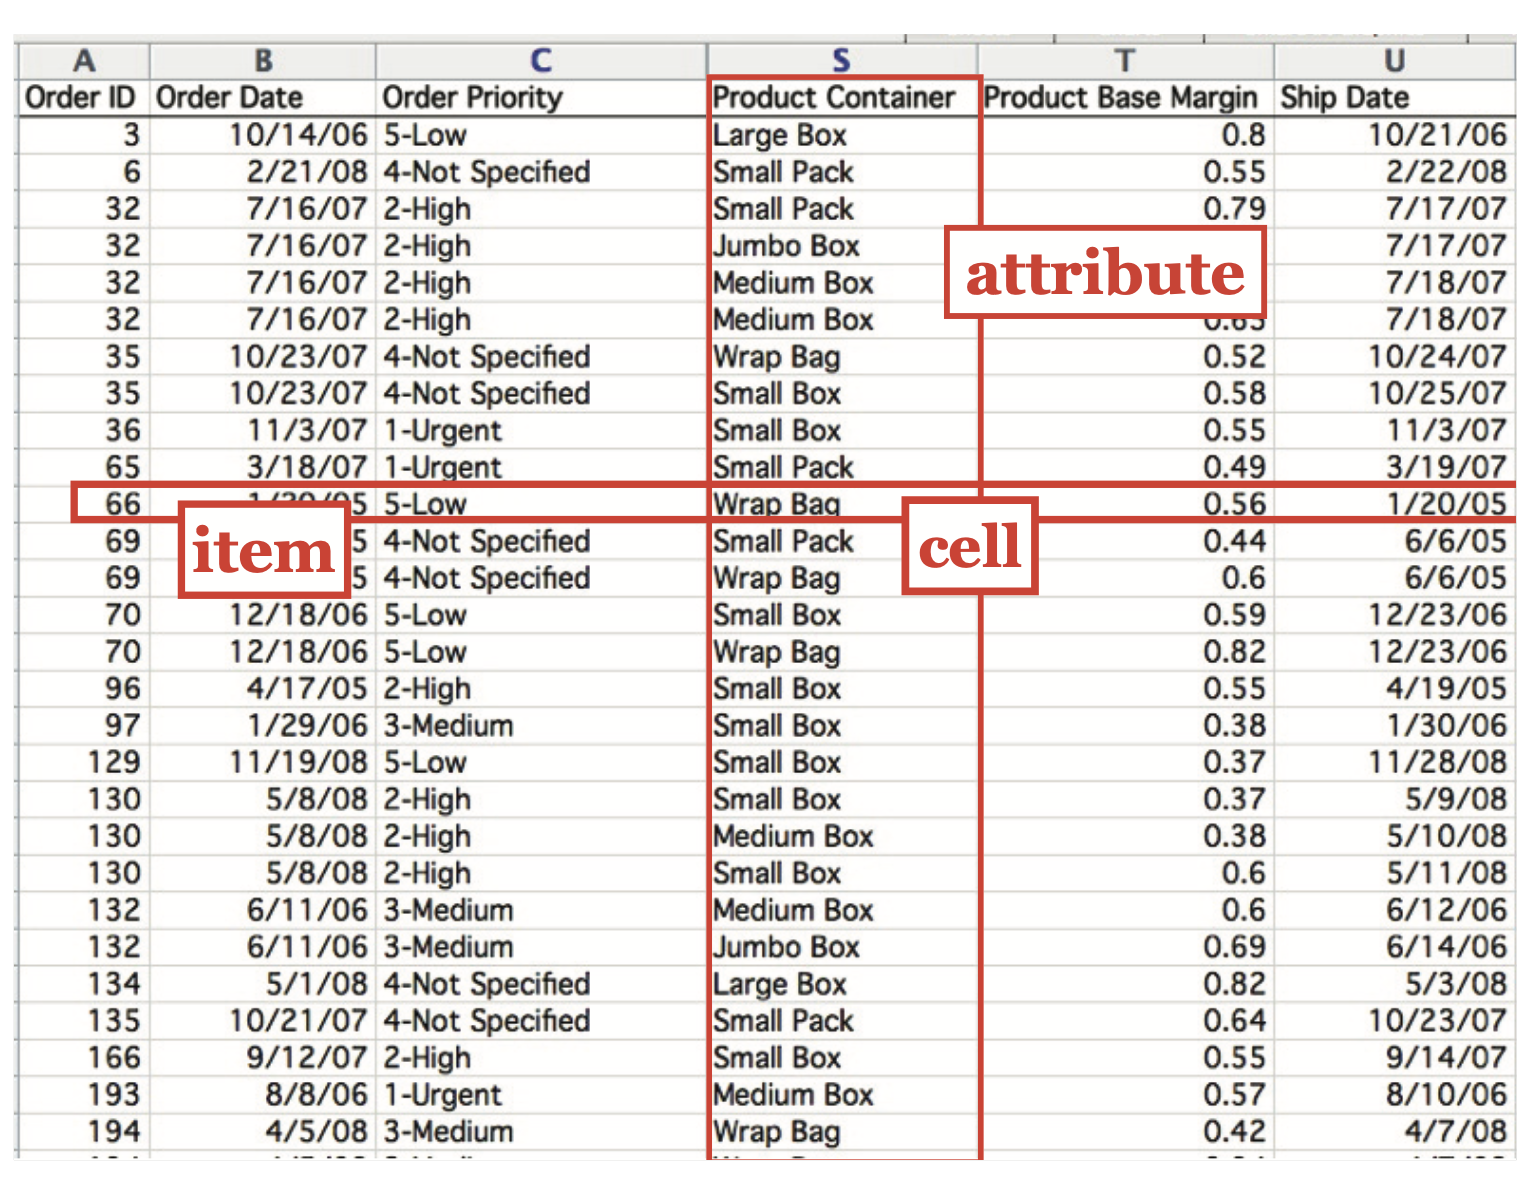 A B C S T U
Order ID Order Date Order Priority Product Container Product Base Margin Ship Date
3 10/14/06 5-Low Large Box 0.8 10/21/06
6 2/21/08 4-Not Specified Small Pack 0.55 2/22/08
32 7/16/07 2-High Small Pack 0.79 7/17/07
32 7/16/07 2-High Jumbo Box 7/17/07
attribute
32 7/16/07 2-High Medium Box 7/18/07
32 7/16/07 2-High Medium Box 0.65 7/18/07
35 10/23/07 4-Not Specified Wrap Bag 0.52 10/24/07
35 10/23/07 4-Not Specified Small Box 0.58 10/25/07
36 11/3/07 1-Urgent Small Box 0.55 11/3/07
65 3/18/07 1-Urgent Small Pack 0.49 3/19/07
66 1/20/05 5-Low Wrap Bag 0.56 1/20/05
item cell
69 5 4-Not Specified Small Pack 0.44 6/6/05
69 5 4-Not Specified Wrap Bag 0.6 6/6/05
70 12/18/06 5-Low Small Box 0.59 12/23/06
70 12/18/06 5-Low Wrap Bag 0.82 12/23/06
96 4/17/05 2-High Small Box 0.55 4/19/05
97 1/29/06 3-Medium Small Box 0.38 1/30/06
129 11/19/08 5-Low Small Box 0.37 11/28/08
130 5/8/08 2-High Small Box 0.37 5/9/08
130 5/8/08 2-High Medium Box 0.38 5/10/08
130 5/8/08 2-High Small Box 0.6 5/11/08
132 6/11/06 3-Medium Medium Box 0.6 6/12/06
132 6/11/06 3-Medium Jumbo Box 0.69 6/14/06
134 5/1/08 4-Not Specified Large Box 0.82 5/3/08
135 10/21/07 4-Not Specified Small Pack 0.64 10/23/07
166 9/12/07 2-High Small Box 0.55 9/14/07
193 8/8/06 1-Urgent Medium Box 0.57 8/10/06
194 4/5/08 3-Medium Wrap Bag 0.42 4/7/08